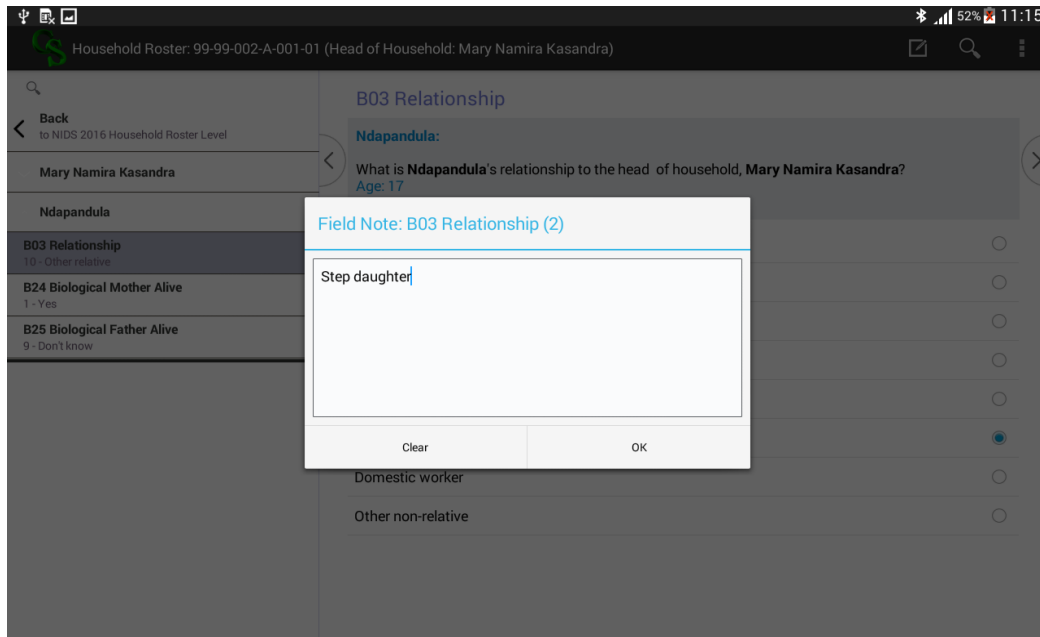 52% 11:15
Household Roster: 99-99-002-A-001-01 (Head of Household: Mary Namira Kasandra)
Back
to NIDS 2016 Household Roster Level
Mary Namira Kasandra
Ndapandula
B03 Relationship
10 - Other relative
B24 Biological Mother Alive
1 - Yes
B25 Biological Father Alive
9 - Don't know
B03 Relationship
Ndapandula:
What is Ndapandula's relationship to the head of household, Mary Namira Kasandra?
Age: 17
Field Note: B03 Relationship (2)
Step daughter
Clear OK
Domestic worker
Other non-relative